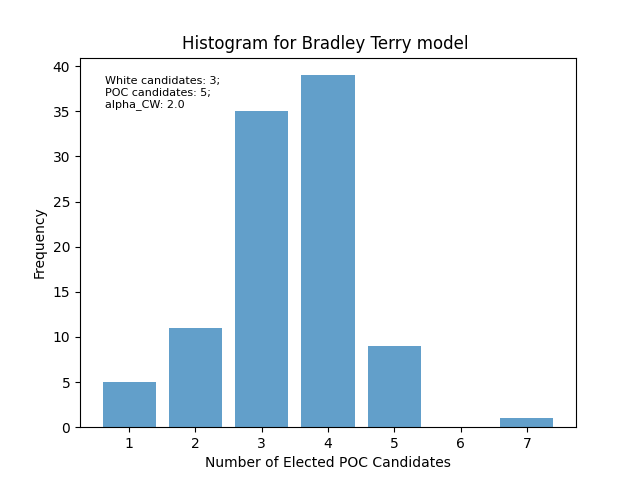 Histogram for Bradley Terry model
White candidates: 3;
POC candidates: 5;
alpha_CW: 2.0
Frequency
40
35
30
25
20
15
10
5
0
1 2 3 4 5 6 7
Number of Elected POC Candidates